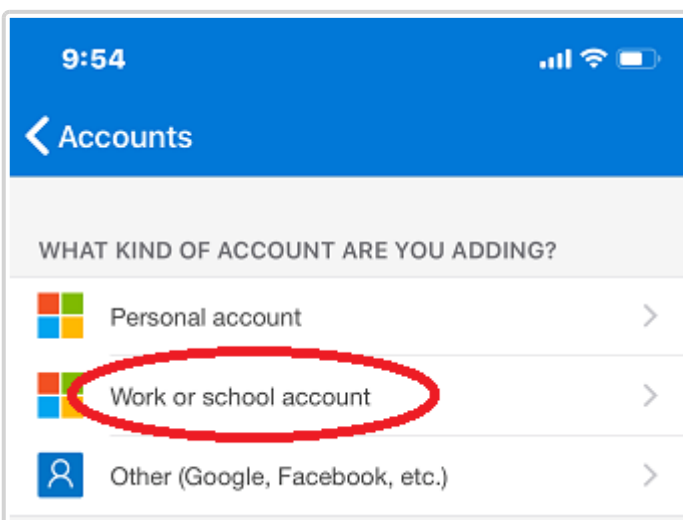 9:54
Accounts
WHAT KIND OF ACCOUNT ARE YOU ADDING?
Personal account
Work or school account
Other (Google, Facebook, etc.)